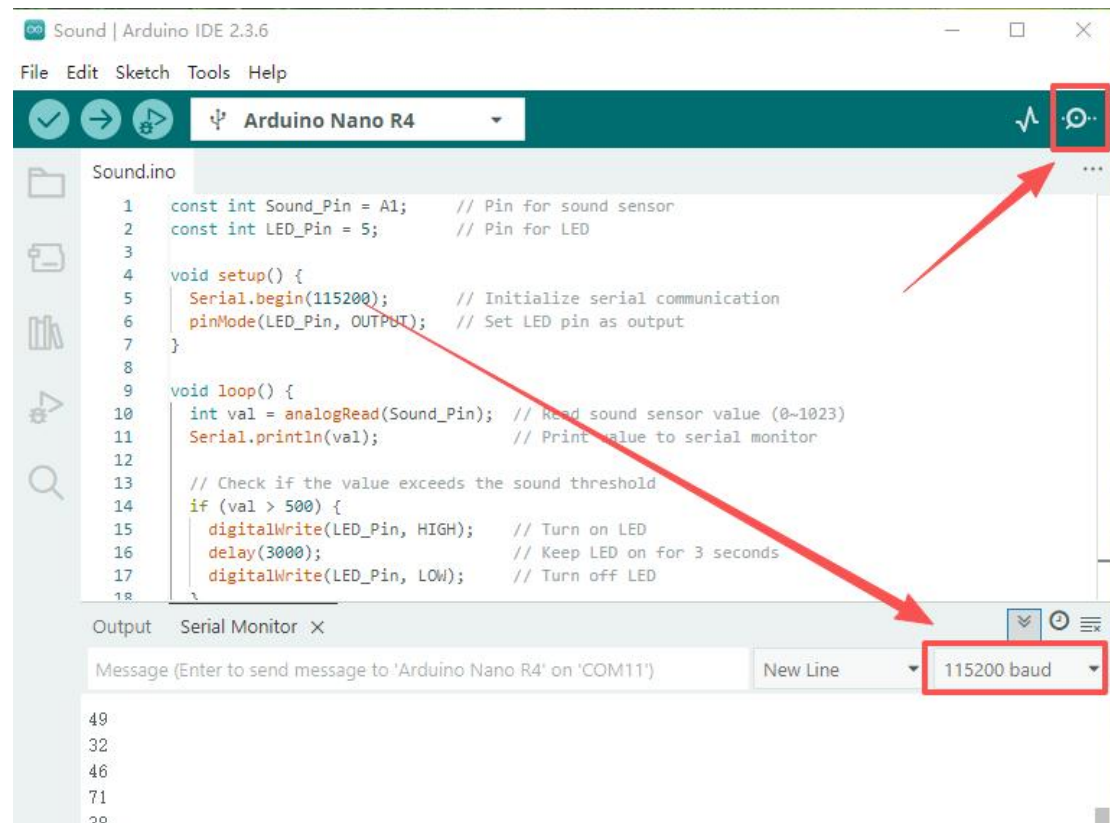 Sound | Arduino IDE 2.3.6
File Edit Sketch Tools Help
Arduino Nano R4
Sound.ino
1 const int Sound_Pin = A1; // Pin for sound sensor
2 const int LED_Pin = 5; // Pin for LED
3
4 void setup() {
5 Serial.begin(115200); // Initialize serial communication
6 pinMode(LED_Pin, OUTPUT); // Set LED pin as output
7 }
8
9 void loop() {
10 int val = analogRead(Sound_Pin); // Read sound sensor value (0~1023)
11 Serial.println(val); // Print value to serial monitor
12
13 // Check if the value exceeds the sound threshold
14 if (val > 500) {
15 digitalWrite(LED_Pin, HIGH); // Turn on LED
16 delay(3000); // Keep LED on for 3 seconds
17 digitalWrite(LED_Pin, LOW); // Turn off LED
18 }
Output Serial Monitor ×
Message (Enter to send message to 'Arduino Nano R4' on 'COM11') New Line 115200 baud
49
32
46
71